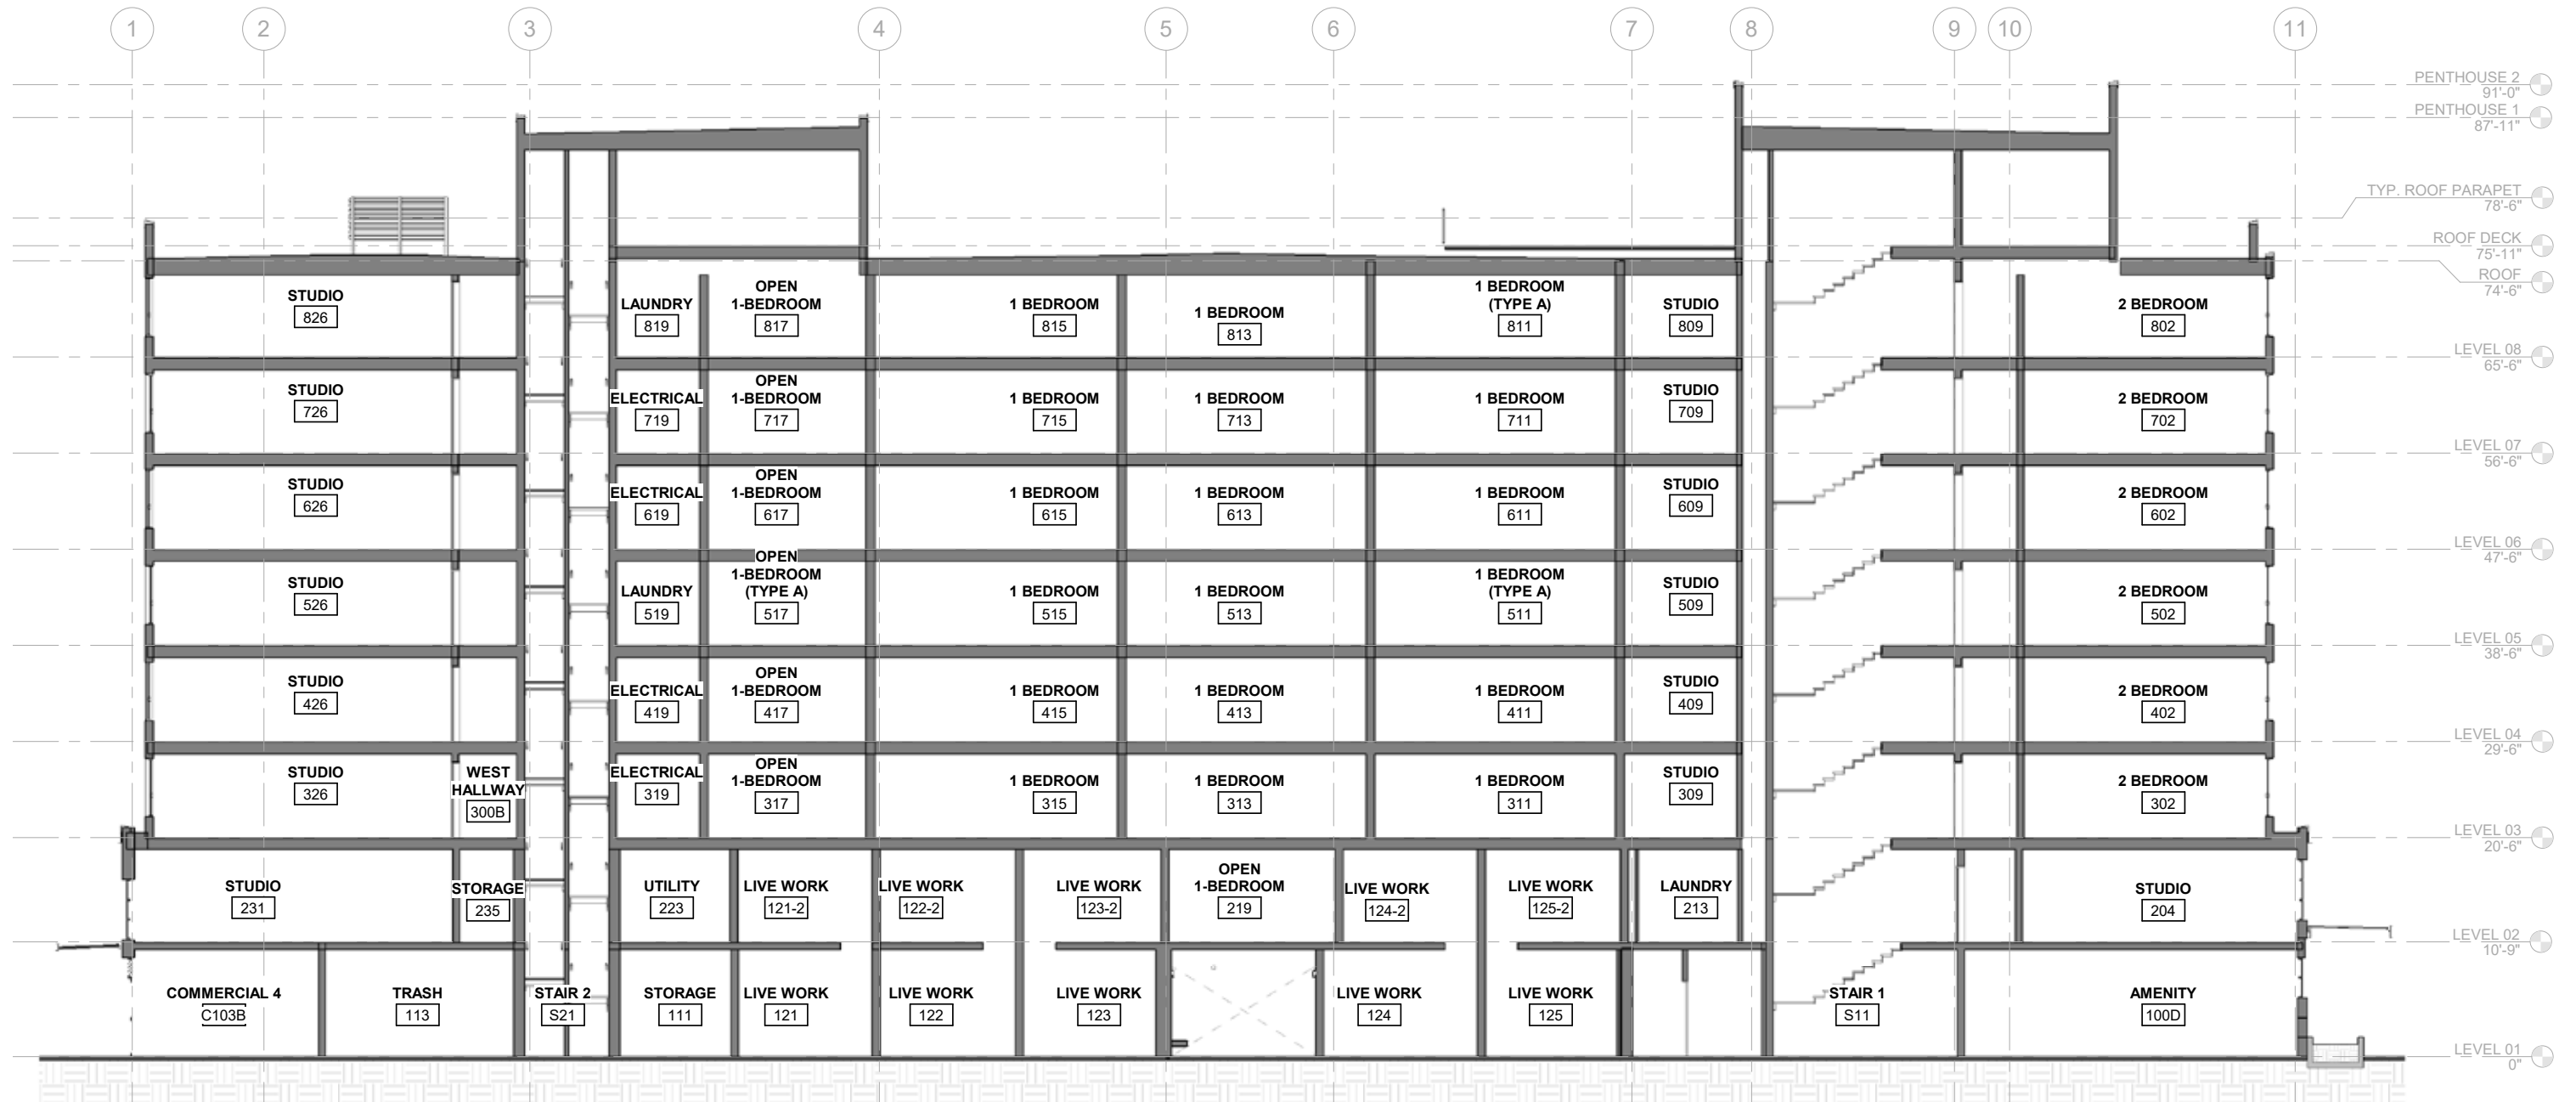 1 2 3 4 5 6 7 8 9 10 11
PENTHOUSE 2
91'-0"
PENTHOUSE 1
87'-11"
TYP. ROOF PARAPET
78'-6"
ROOF DECK
75'-11"
ROOF
74'-6"
STUDIO
826
LAUNDRY
819
OPEN
1-BEDROOM
817
1 BEDROOM
815
1 BEDROOM
813
1 BEDROOM
(TYPE A)
811
STUDIO
809
2 BEDROOM
802
LEVEL 08
65'-6"
STUDIO
726
ELECTRICAL
719
OPEN
1-BEDROOM
717
1 BEDROOM
715
1 BEDROOM
713
1 BEDROOM
711
STUDIO
709
2 BEDROOM
702
LEVEL 07
56'-6"
STUDIO
626
ELECTRICAL
619
OPEN
1-BEDROOM
617
1 BEDROOM
615
1 BEDROOM
613
1 BEDROOM
611
STUDIO
609
2 BEDROOM
602
LEVEL 06
47'-6"
STUDIO
526
LAUNDRY
519
OPEN
1-BEDROOM
(TYPE A)
517
1 BEDROOM
515
1 BEDROOM
513
1 BEDROOM
(TYPE A)
511
STUDIO
509
2 BEDROOM
502
LEVEL 05
38'-6"
STUDIO
426
ELECTRICAL
419
OPEN
1-BEDROOM
417
1 BEDROOM
415
1 BEDROOM
413
1 BEDROOM
411
STUDIO
409
2 BEDROOM
402
LEVEL 04
29'-6"
STUDIO
326
WEST
HALLWAY
300B
ELECTRICAL
319
OPEN
1-BEDROOM
317
1 BEDROOM
315
1 BEDROOM
313
1 BEDROOM
311
STUDIO
309
2 BEDROOM
302
LEVEL 03
20'-6"
STUDIO
231
STORAGE
235
UTILITY
223
LIVE WORK
121-2
LIVE WORK
122-2
LIVE WORK
123-2
OPEN
1-BEDROOM
219
LIVE WORK
124-2
LIVE WORK
125-2
LAUNDRY
213
STUDIO
204
LEVEL 02
10'-9"
COMMERCIAL 4
C103B
TRASH
113
STAIR 2
S21
STORAGE
111
LIVE WORK
121
LIVE WORK
122
LIVE WORK
123
LIVE WORK
124
LIVE WORK
125
STAIR 1
S11
AMENITY
100D
LEVEL 01
0"